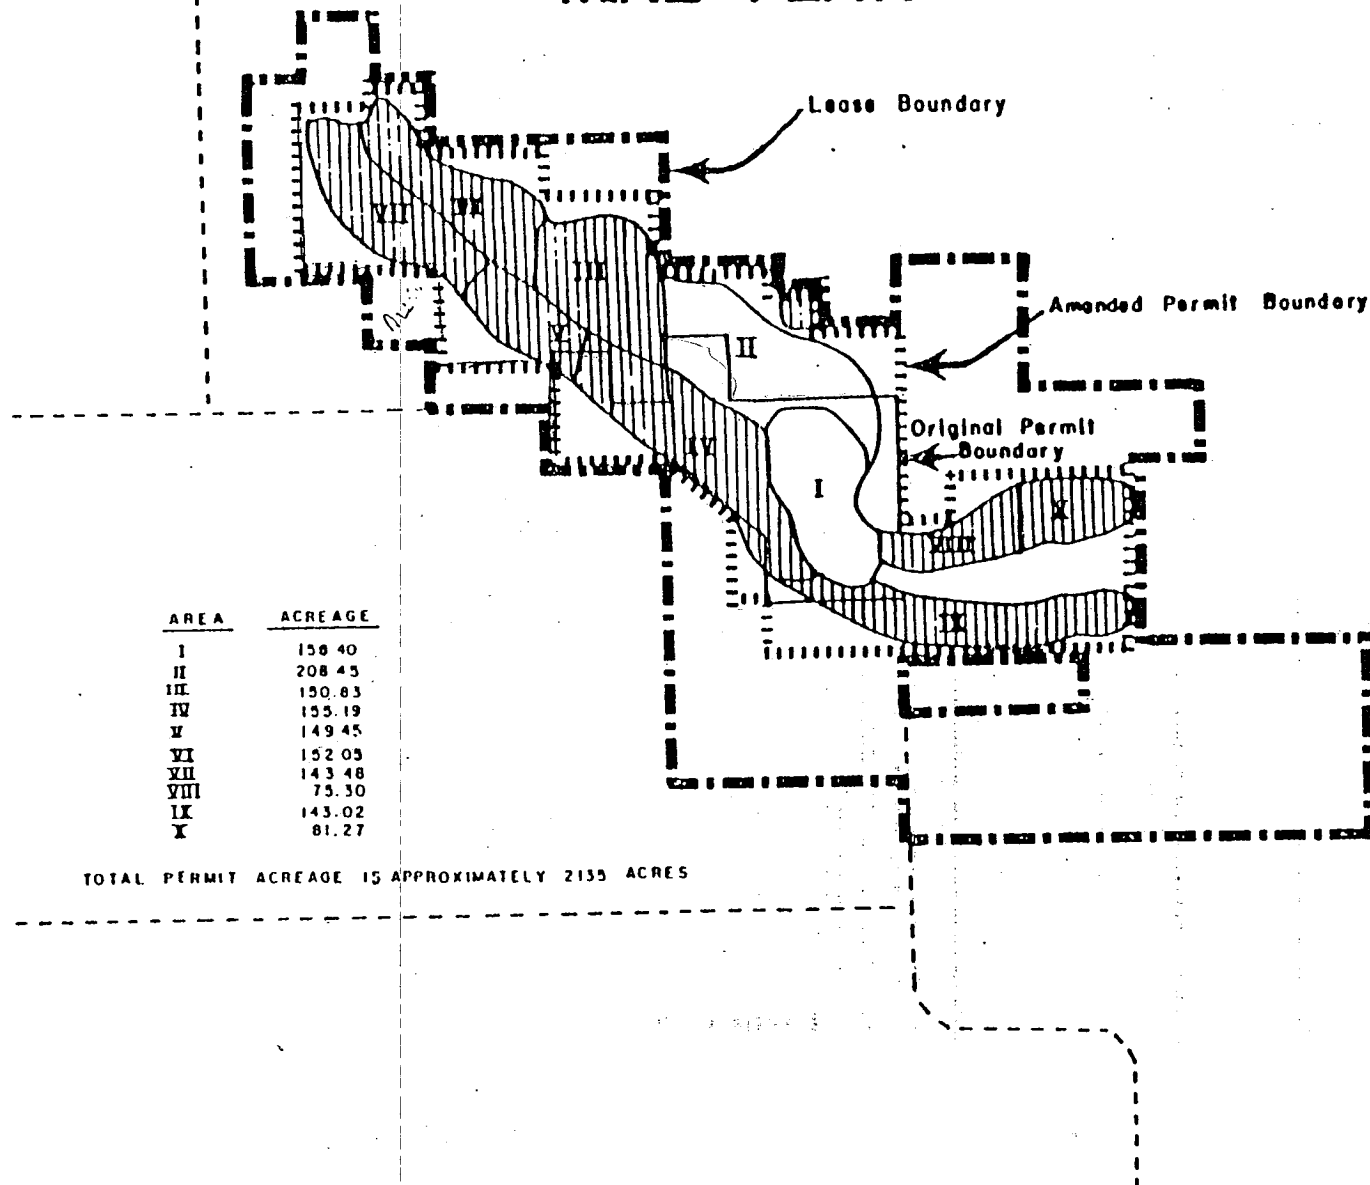 Lease Boundary
VII
VI
III
Amended Permit Boundary
V
II
Original Permit
Boundary
IV
I
X
VIII
IX
AREA ACREAGE
I 156.40
II 208.45
III 150.83
IV 155.19
V 149.45
VI 152.05
VII 143.48
VIII 75.30
IX 143.02
X 81.27
TOTAL PERMIT ACREAGE IS APPROXIMATELY 2135 ACRES